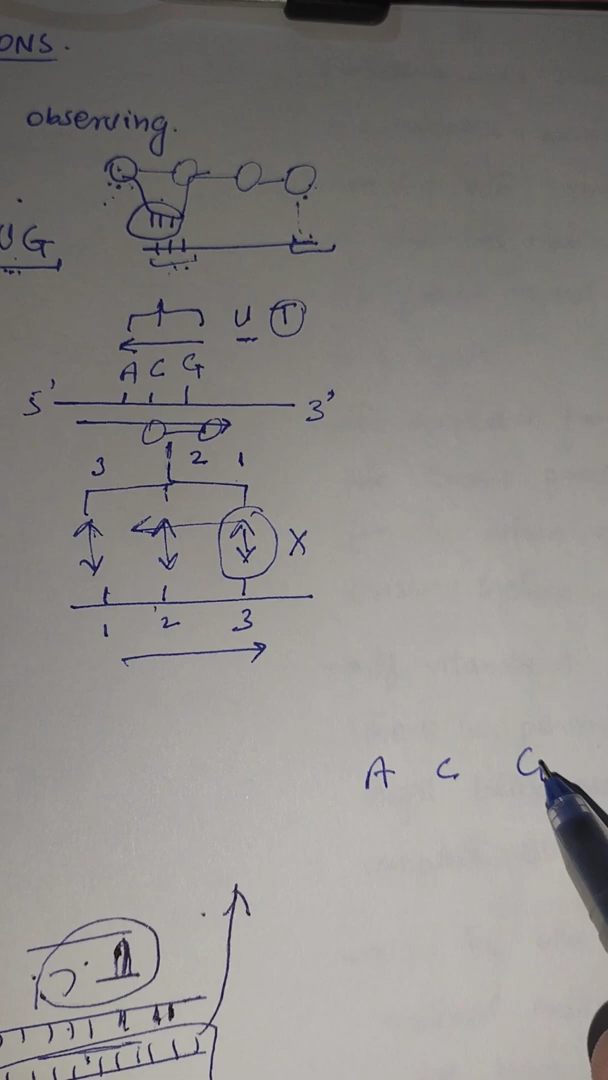 ONS.
observing.
UG
U T
A C G
5' 3'
3 2 1
X
1 2 3
A C G